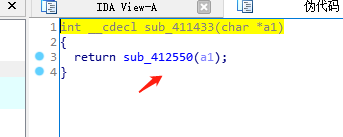 IDA View-A
伪代码
1 int __cdecl sub_411433(char *a1)
2 {
3 return sub_412550(a1);
4 }